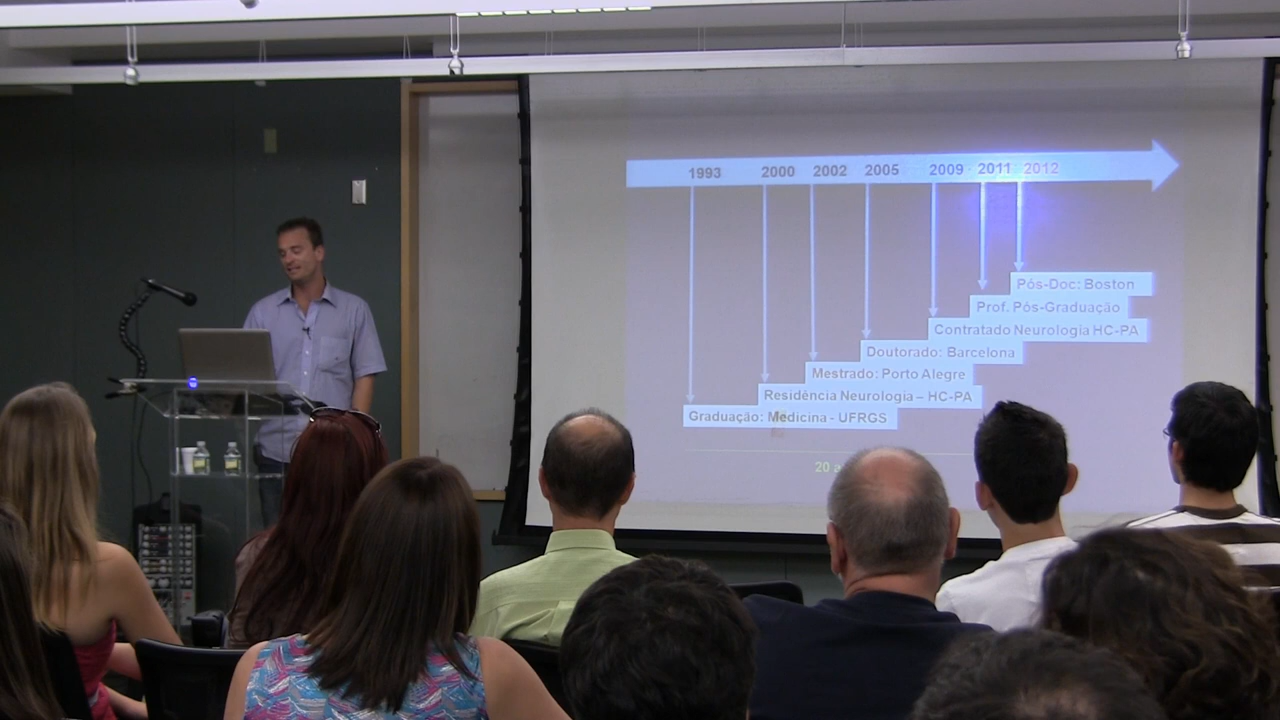 1993 2000 2002 2005 2009 2011 2012
Pós-Doc: Boston
Prof. Pós-Graduação
Contratado Neurologia HC-PA
Doutorado: Barcelona
Mestrado: Porto Alegre
Residência Neurologia – HC-PA
Graduação: Medicina - UFRGS
20